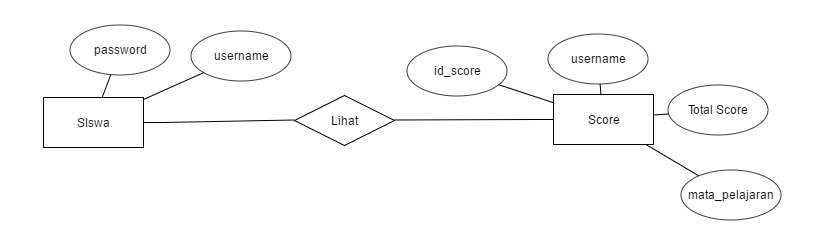 password
username
SIswa
Lihat
id_score
username
Total Score
Score
mata_pelajaran